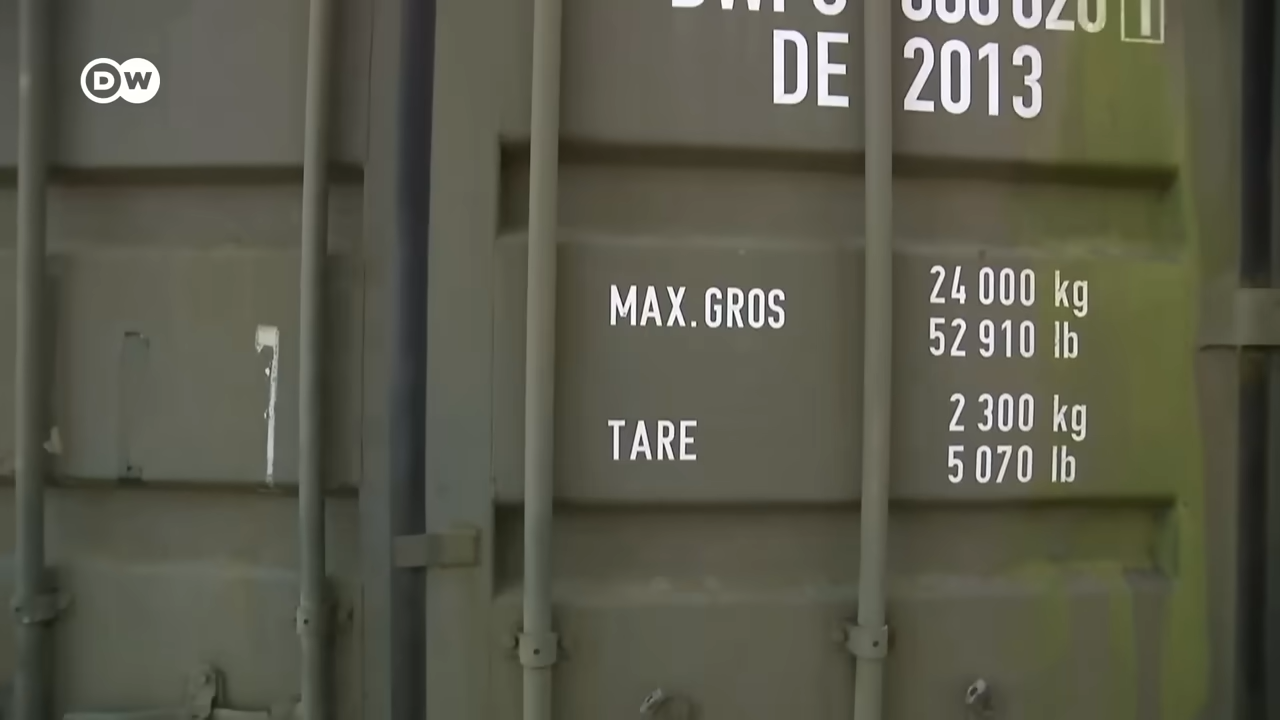 DW
DE 2013
MAX. GROS 24 000 kg
52 910 lb
TARE 2 300 kg
5 070 lb